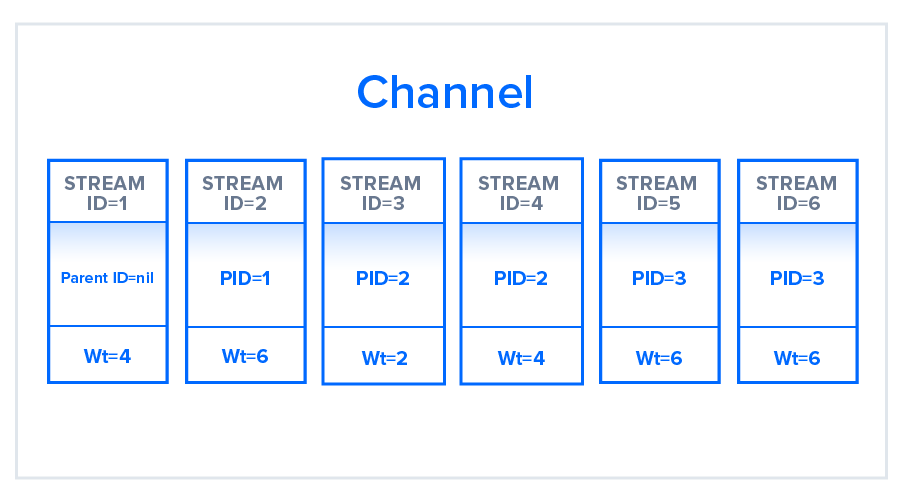 Channel
STREAM
ID=1
Parent ID=nil
Wt=4
STREAM
ID=2
PID=1
Wt=6
STREAM
ID=3
PID=2
Wt=2
STREAM
ID=4
PID=2
Wt=4
STREAM
ID=5
PID=3
Wt=6
STREAM
ID=6
PID=3
Wt=6